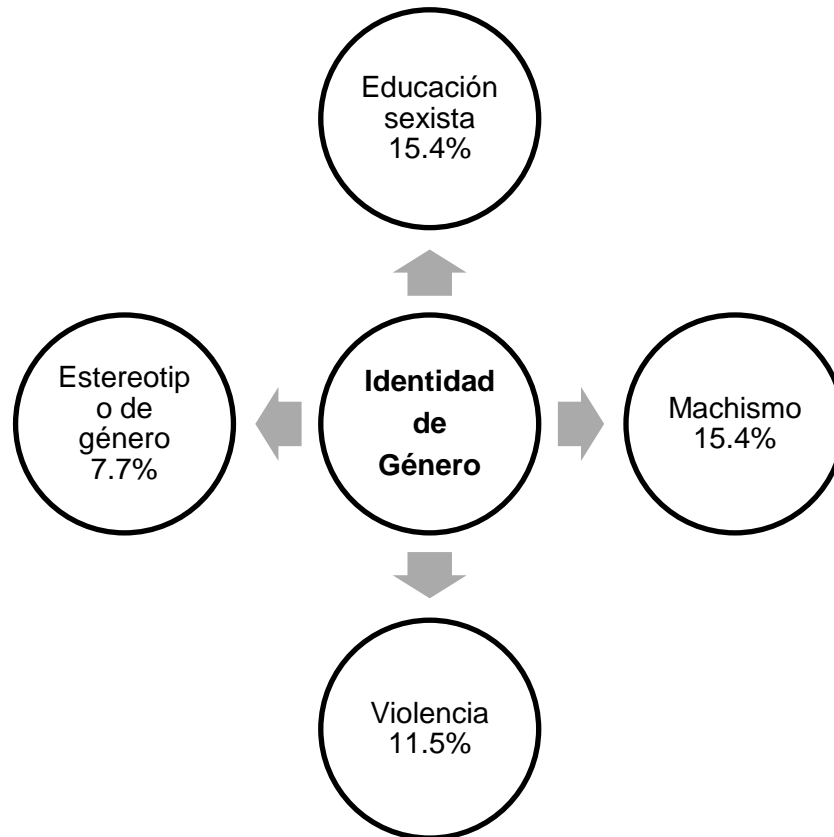 Educación
sexista
15.4%
Estereotip
o de
género
7.7%
Identidad
de
Género
Machismo
15.4%
Violencia
11.5%